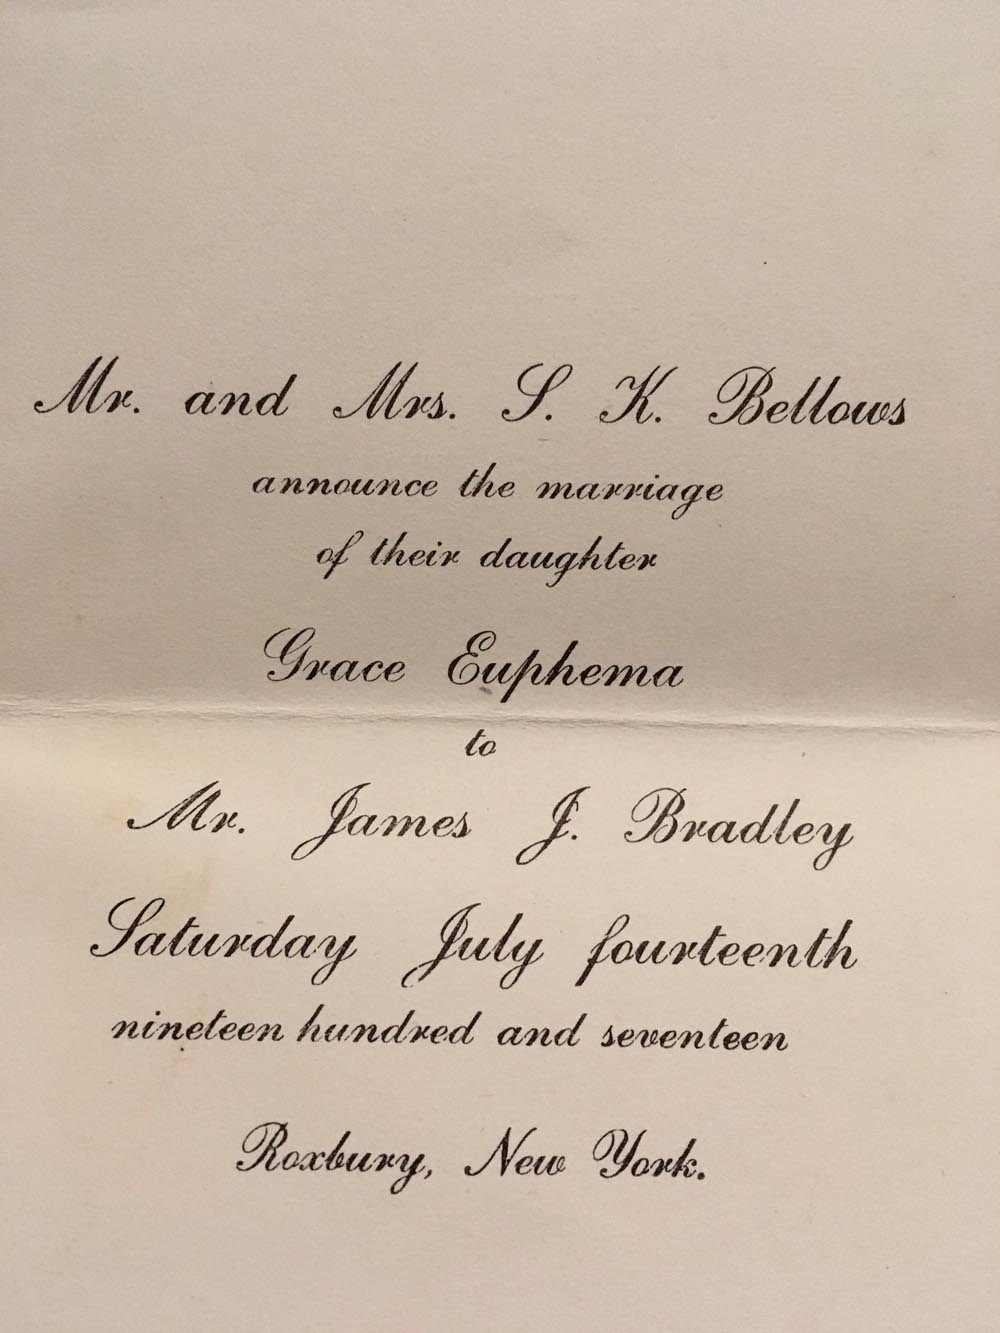 Mr. and Mrs. S. K. Bellows
announce the marriage
of their daughter
Grace Euphema
to
Mr. James J. Bradley
Saturday July fourteenth
nineteen hundred and seventeen
Roxbury, New York.